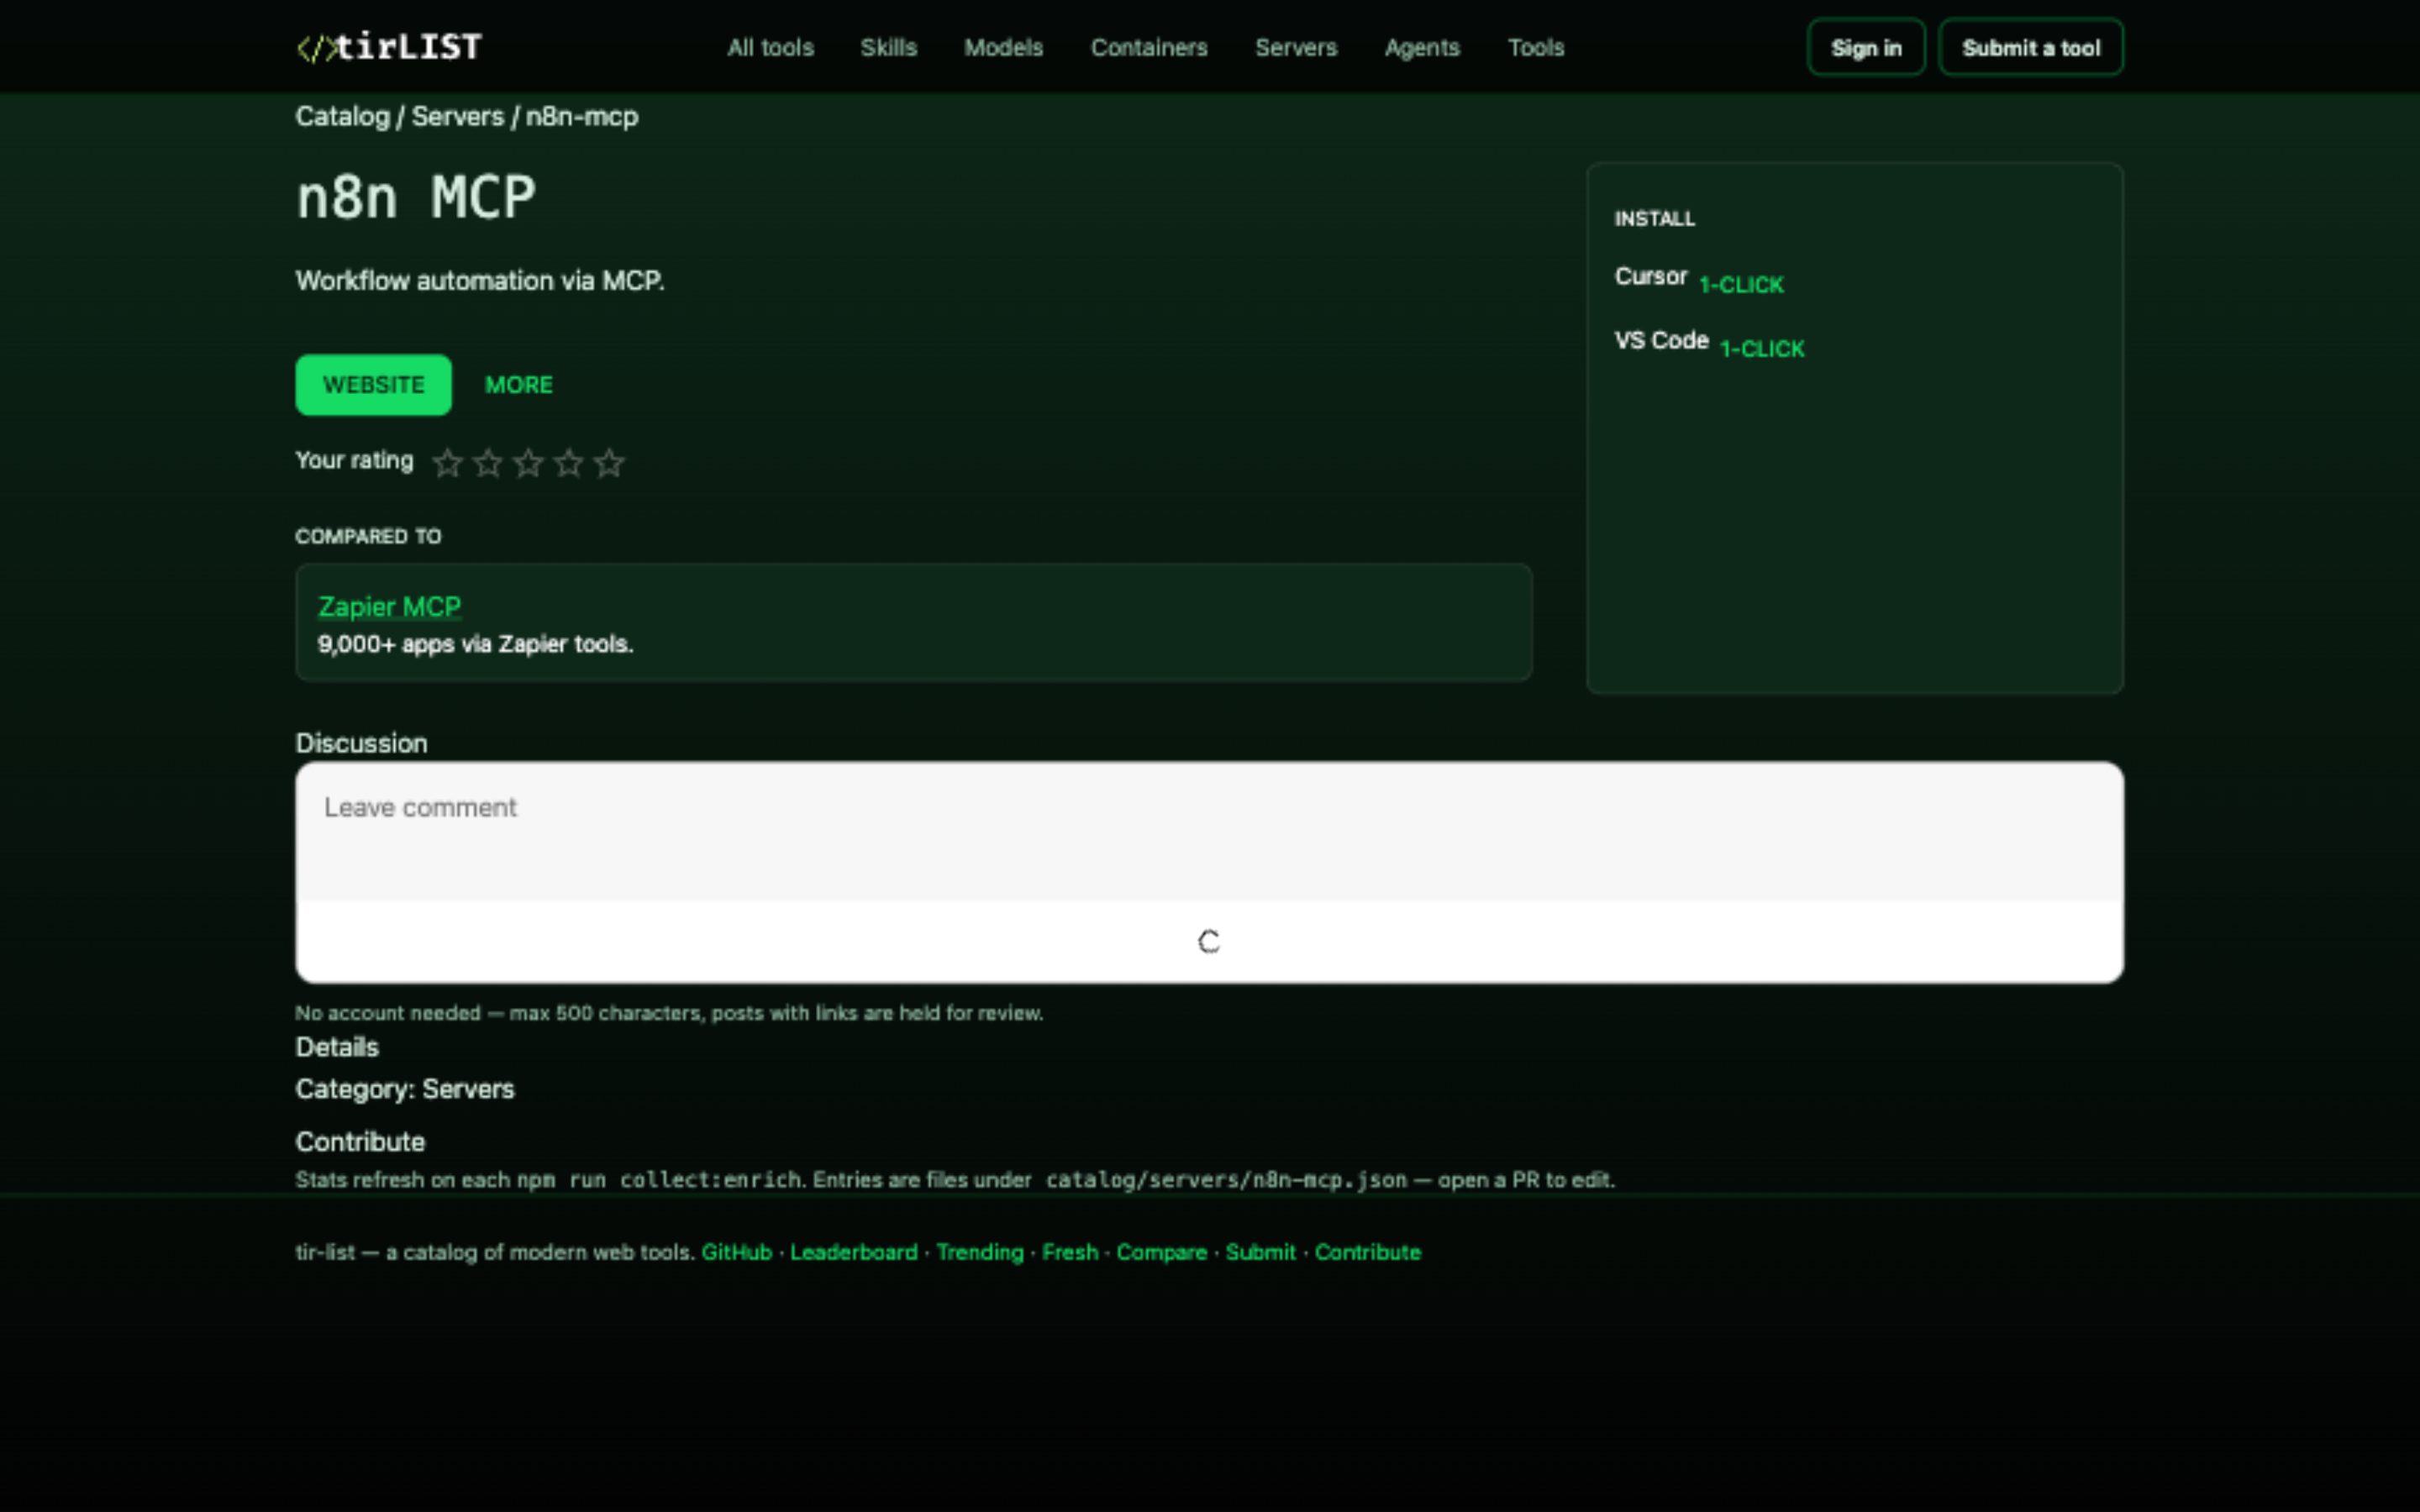 </>tirLIST All tools Skills Models Containers Servers Agents Tools Sign in Submit a tool
Catalog / Servers / n8n-mcp
n8n MCP
Workflow automation via MCP.
WEBSITE MORE
Your rating
COMPARED TO
Zapier MCP
9,000+ apps via Zapier tools.
INSTALL
Cursor 1-CLICK
VS Code 1-CLICK
Discussion
Leave comment
No account needed — max 500 characters, posts with links are held for review.
Details
Category: Servers
Contribute
Stats refresh on each npm run collect:enrich. Entries are files under catalog/servers/n8n-mcp.json — open a PR to edit.
tir-list — a catalog of modern web tools. GitHub · Leaderboard · Trending · Fresh · Compare · Submit · Contribute